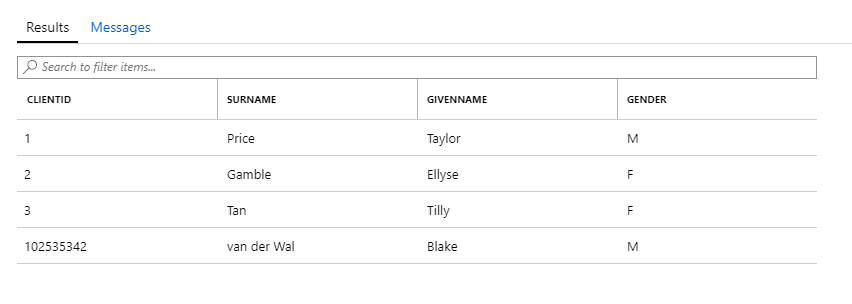 Results Messages
Search to filter items...
CLIENTID SURNAME GIVENNAME GENDER
1 Price Taylor M
2 Gamble Ellyse F
3 Tan Tilly F
102535342 van der Wal Blake M